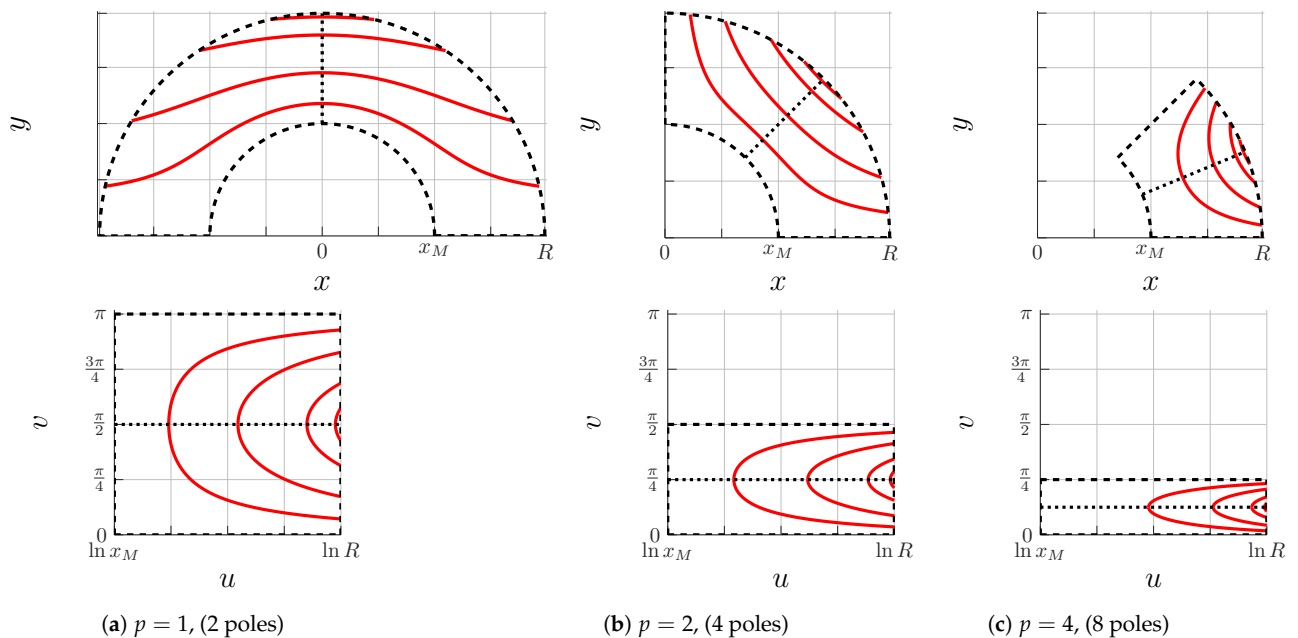 y
0
x_M
R
x
y
0
x_M
R
x
y
0
x_M
R
x
π
3π/4
π/2
π/4
0
v
ln x_M
ln R
u
π
3π/4
π/2
π/4
0
v
ln x_M
ln R
u
π
3π/4
π/2
π/4
0
v
ln x_M
ln R
u
(a) p = 1, (2 poles)
(b) p = 2, (4 poles)
(c) p = 4, (8 poles)